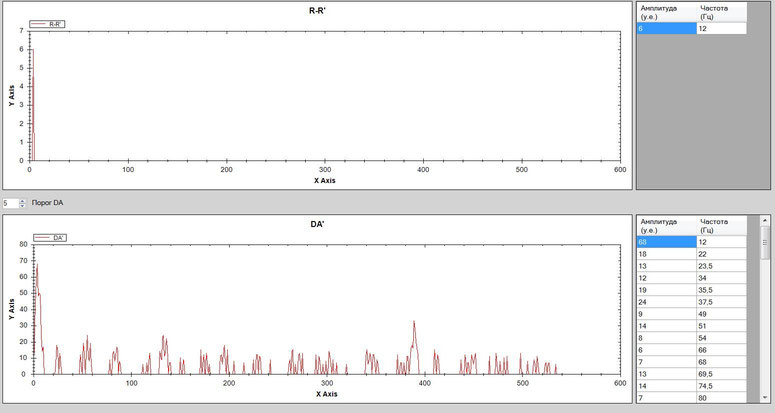 R-R'
R-R'
7
6
5
4
3
2
1
0
Y Axis
0 100 200 300 400 500 600
X Axis
Амплитуда (у.е.) Частота (Гц)
6 12
5 Порог DA
DA'
DA'
80
70
60
50
40
30
20
10
0
Y Axis
0 100 200 300 400 500 600
X Axis
Амплитуда (у.е.) Частота (Гц)
68 12
18 22
13 23,5
12 34
19 35,5
24 37,5
9 49
14 51
8 54
6 66
7 68
13 69,5
14 74,5
7 80